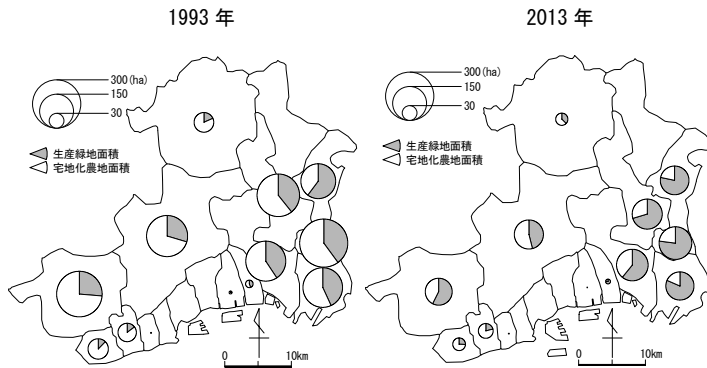 1993 年
300(ha)
150
30
生産緑地面積
宅地化農地面積
0 10km
2013 年
300(ha)
150
30
生産緑地面積
宅地化農地面積
0 10km